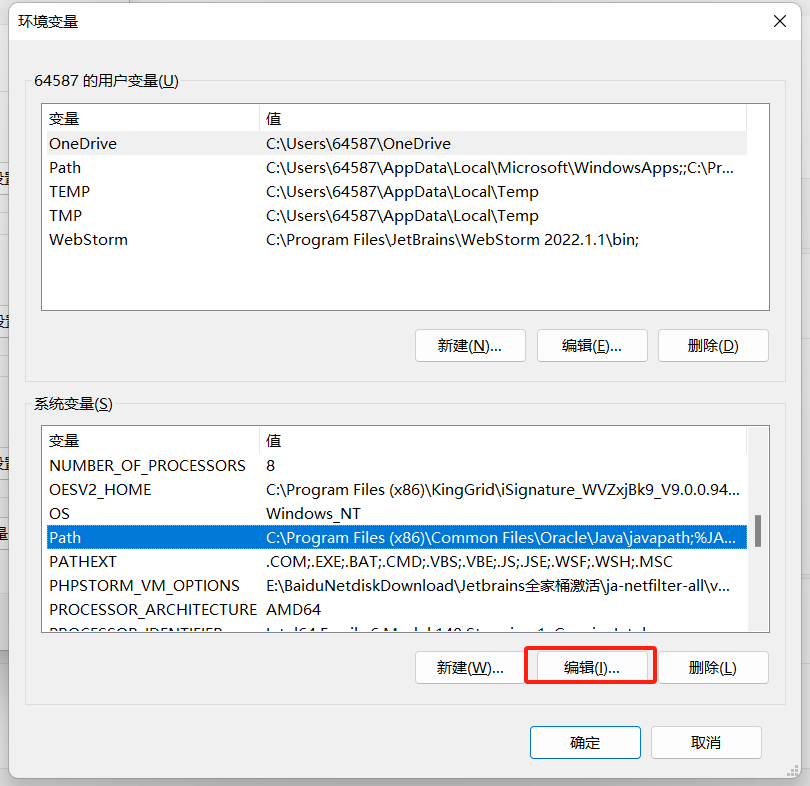 环境变量
64587 的用户变量(U)
变量 值
OneDrive C:\Users\64587\OneDrive
Path C:\Users\64587\AppData\Local\Microsoft\WindowsApps;;C:\Pr...
TEMP C:\Users\64587\AppData\Local\Temp
TMP C:\Users\64587\AppData\Local\Temp
WebStorm C:\Program Files\JetBrains\WebStorm 2022.1.1\bin;
新建(N)... 编辑(E)... 删除(D)
系统变量(S)
变量 值
NUMBER_OF_PROCESSORS 8
OESV2_HOME C:\Program Files (x86)\KingGrid\iSignature_WVZxjBk9_V9.0.0.94...
OS Windows_NT
Path C:\Program Files (x86)\Common Files\Oracle\Java\javapath;%JA...
PATHEXT .COM;.EXE;.BAT;.CMD;.VBS;.VBE;.JS;.JSE;.WSF;.WSH;.MSC
PHPSTORM_VM_OPTIONS E:\BaiduNetdiskDownload\Jetbrains全家桶激活\ja-netfilter-all\v...
PROCESSOR_ARCHITECTURE AMD64
PROCESSOR_IDENTIFIER
新建(W)... 编辑(I)... 删除(L)
确定 取消